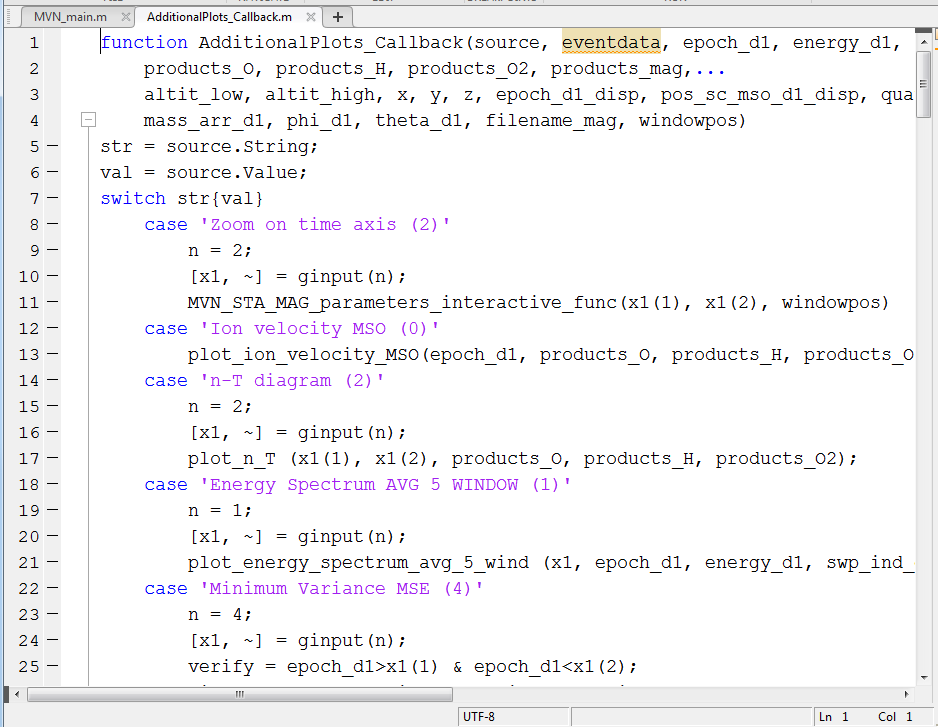 MVN_main.m × AdditionalPlots_Callback.m × +
1 function AdditionalPlots_Callback(source, eventdata, epoch_d1, energy_d1,
2 products_O, products_H, products_O2, products_mag,...
3 altit_low, altit_high, x, y, z, epoch_d1_disp, pos_sc_mso_d1_disp, qua
4 mass_arr_d1, phi_d1, theta_d1, filename_mag, windowpos)
5 — str = source.String;
6 — val = source.Value;
7 — switch str{val}
8 — case 'Zoom on time axis (2)'
9 — n = 2;
10 — [x1, ~] = ginput(n);
11 — MVN_STA_MAG_parameters_interactive_func(x1(1), x1(2), windowpos)
12 — case 'Ion velocity MSO (0)'
13 — plot_ion_velocity_MSO(epoch_d1, products_O, products_H, products_O
14 — case 'n-T diagram (2)'
15 — n = 2;
16 — [x1, ~] = ginput(n);
17 — plot_n_T (x1(1), x1(2), products_O, products_H, products_O2);
18 — case 'Energy Spectrum AVG 5 WINDOW (1)'
19 — n = 1;
20 — [x1, ~] = ginput(n);
21 — plot_energy_spectrum_avg_5_wind (x1, epoch_d1, energy_d1, swp_ind_
22 — case 'Minimum Variance MSE (4)'
23 — n = 4;
24 — [x1, ~] = ginput(n);
25 — verify = epoch_d1>x1(1) & epoch_d1<x1(2);
UTF-8 Ln 1 Col 1